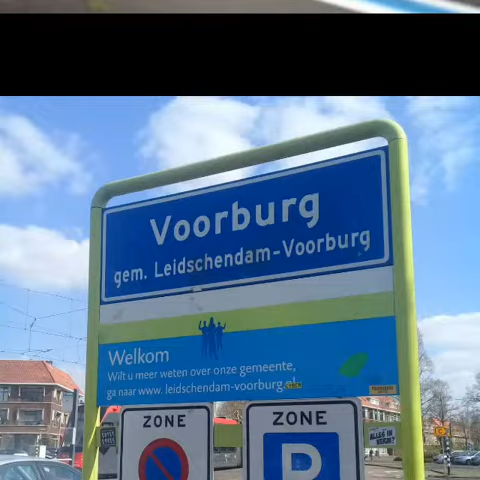 Voorburg
gem. Leidschendam-Voorburg
Welkom
Wilt u meer weten over onze gemeente,
ga naar www. leidschendam-voorburg.nl
ZONE
ZONE
P